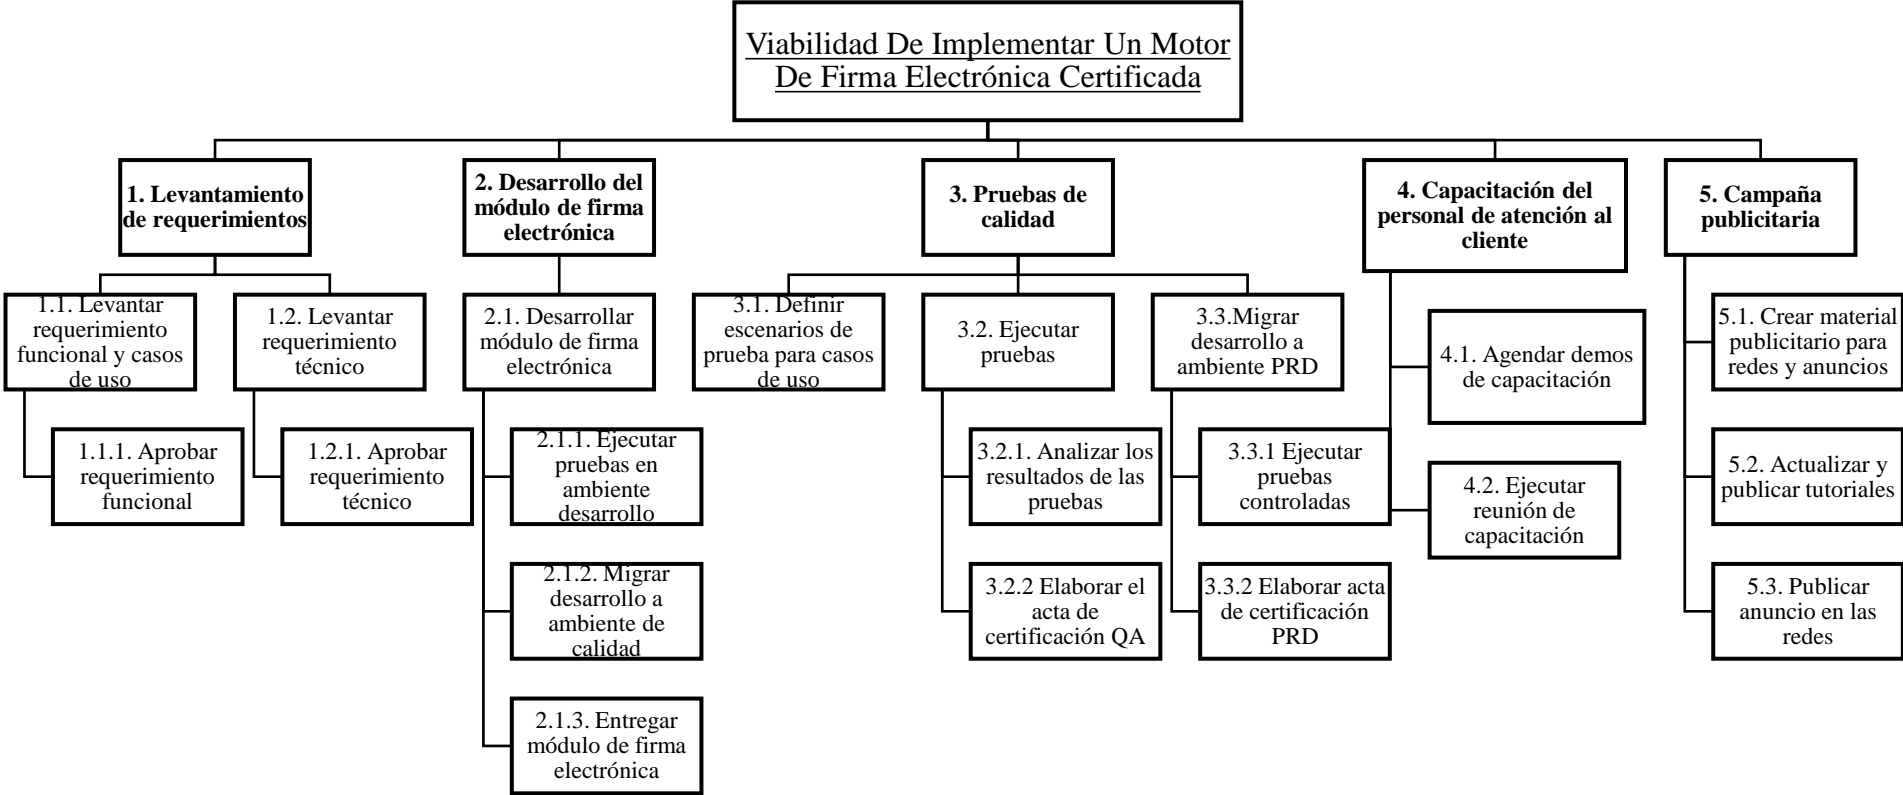 Viabilidad De Implementar Un Motor
De Firma Electrónica Certificada
1. Levantamiento
de requerimientos
2. Desarrollo del
módulo de firma
electrónica
3. Pruebas de
calidad
4. Capacitación del
personal de atención al
cliente
5. Campaña
publicitaria
1.1. Levantar
requerimiento
funcional y casos
de uso
1.2. Levantar
requerimiento
técnico
2.1. Desarrollar
módulo de firma
electrónica
3.1. Definir
escenarios de
prueba para casos
de uso
3.2. Ejecutar
pruebas
3.3.Migrar
desarrollo a
ambiente PRD
4.1. Agendar demos
de capacitación
5.1. Crear material
publicitario para
redes y anuncios
1.1.1. Aprobar
requerimiento
funcional
1.2.1. Aprobar
requerimiento
técnico
2.1.1. Ejecutar
pruebas en
ambiente
desarrollo
3.2.1. Analizar los
resultados de las
pruebas
3.3.1 Ejecutar
pruebas
controladas
4.2. Ejecutar
reunión de
capacitación
5.2. Actualizar y
publicar tutoriales
2.1.2. Migrar
desarrollo a
ambiente de
calidad
3.2.2 Elaborar el
acta de
certificación QA
3.3.2 Elaborar acta
de certificación
PRD
5.3. Publicar
anuncio en las
redes
2.1.3. Entregar
módulo de firma
electrónica